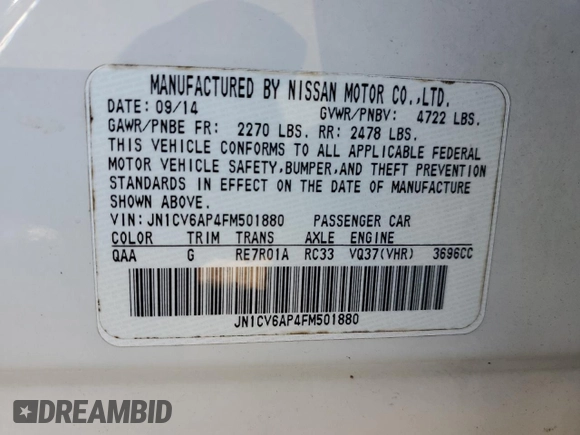 MANUFACTURED BY NISSAN MOTOR CO.,LTD.
DATE: 09/14 GVWR/PNBV: 4722 LBS.
GAWR/PNBE FR: 2270 LBS. RR: 2478 LBS.
THIS VEHICLE CONFORMS TO ALL APPLICABLE FEDERAL
MOTOR VEHICLE SAFETY,BUMPER,AND THEFT PREVENTION
STANDARDS IN EFFECT ON THE DATE OF MANUFACTURE
SHOWN ABOVE.
VIN: JN1CV6AP4FM501880 PASSENGER CAR
COLOR TRIM TRANS AXLE ENGINE
QAA G RE7R01A RC33 VQ37(VHR) 3696CC
JN1CV6AP4FM501880
DREAMBID